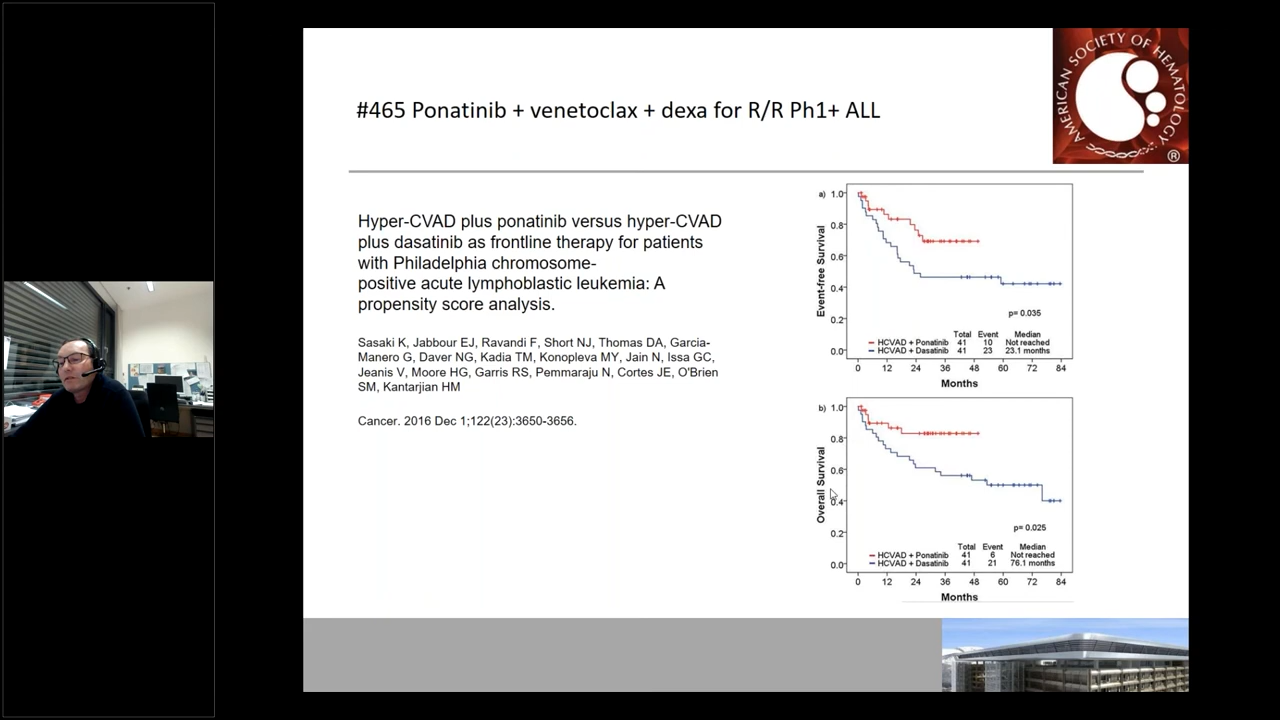 #465 Ponatinib + venetoclax + dexa for R/R Ph1+ ALL
AMERICAN SOCIETY OF HEMATOLOGY
®
Hyper-CVAD plus ponatinib versus hyper-CVAD
plus dasatinib as frontline therapy for patients
with Philadelphia chromosome-
positive acute lymphoblastic leukemia: A
propensity score analysis.
Sasaki K, Jabbour EJ, Ravandi F, Short NJ, Thomas DA, Garcia-
Manero G, Daver NG, Kadia TM, Konopleva MY, Jain N, Issa GC,
Jeanis V, Moore HG, Garris RS, Pemmaraju N, Cortes JE, O'Brien
SM, Kantarjian HM
Cancer. 2016 Dec 1;122(23):3650-3656.
a)
Event-free Survival
1.0
0.8
0.6
0.4
0.2
0.0
p= 0.035
Total Event Median
HCVAD + Ponatinib 41 10 Not reached
HCVAD + Dasatinib 41 23 23.1 months
0 12 24 36 48 60 72 84
Months
b)
Overall Survival
1.0
0.8
0.6
0.4
0.2
0.0
p= 0.025
Total Event Median
HCVAD + Ponatinib 41 6 Not reached
HCVAD + Dasatinib 41 21 76.1 months
0 12 24 36 48 60 72 84
Months